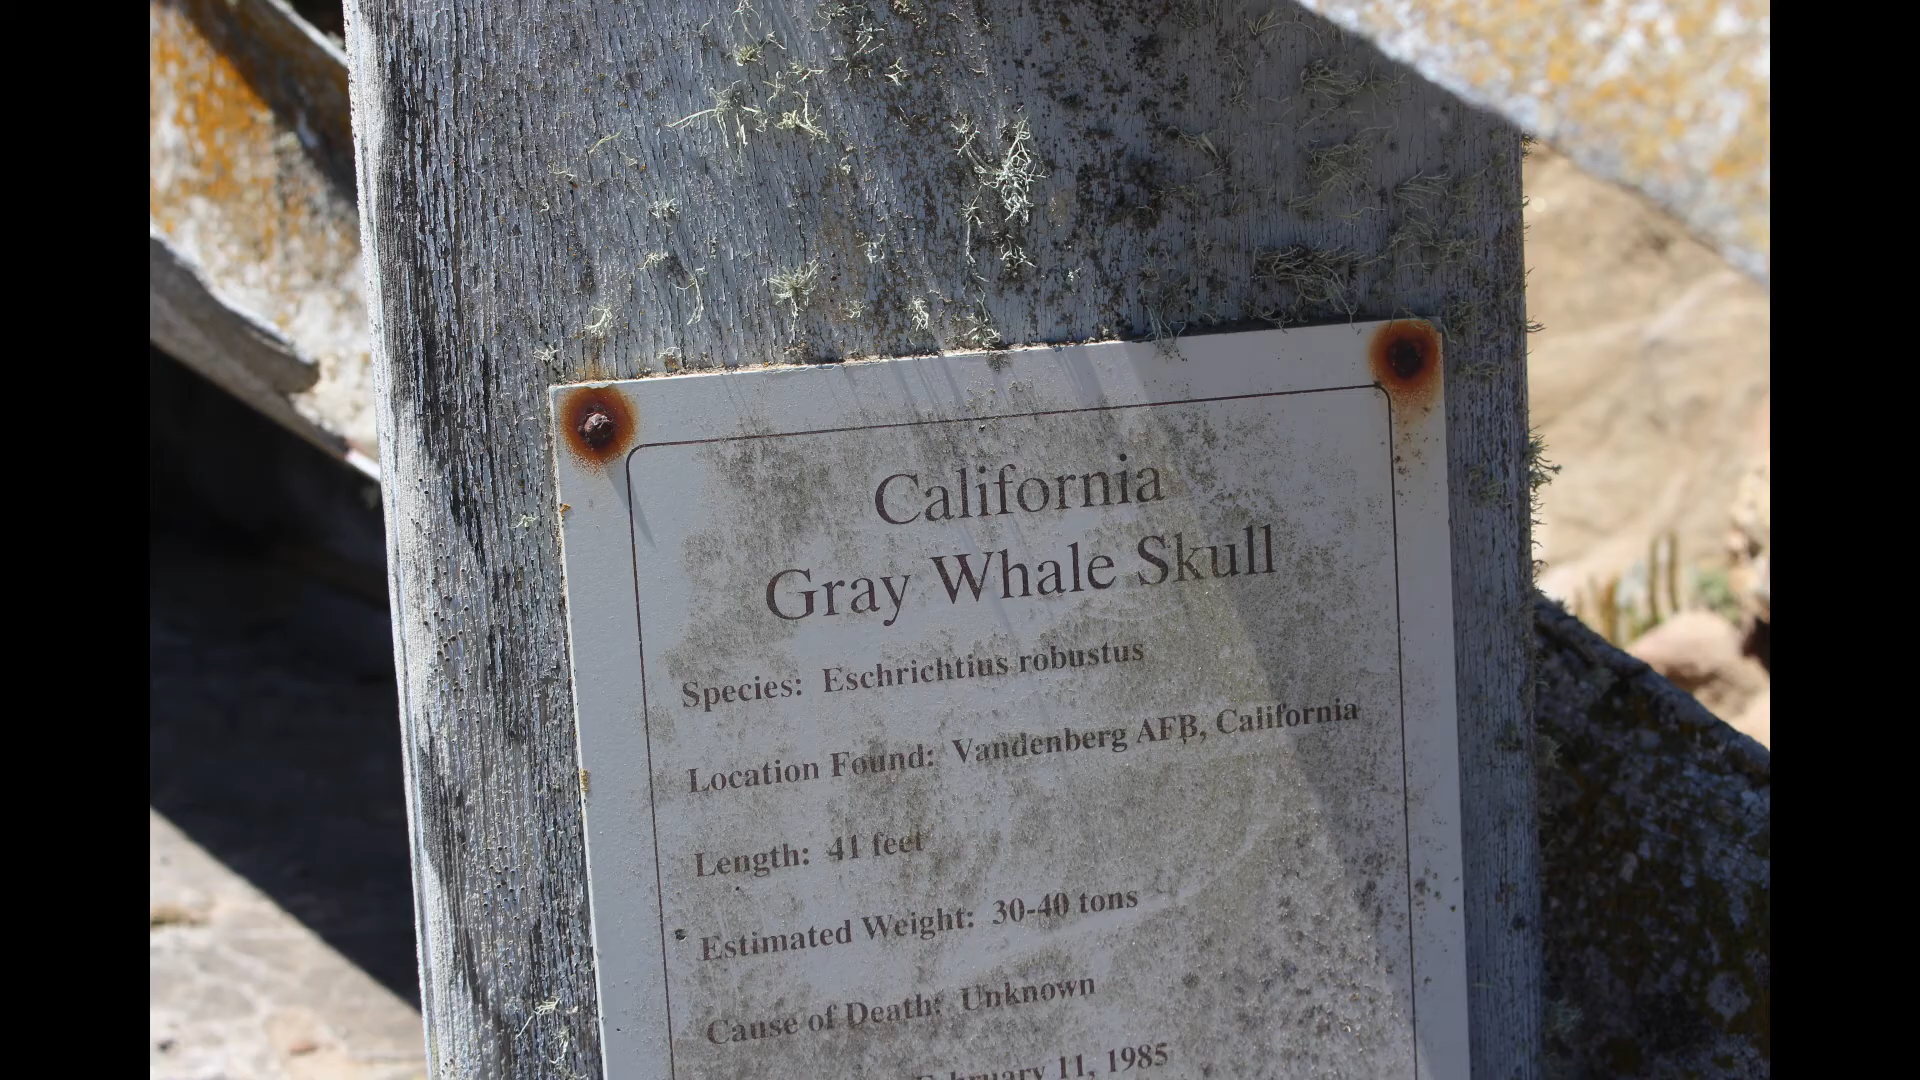 California
Gray Whale Skull
Species: Eschrichtius robustus
Location Found: Vandenberg AFB, California
Length: 41 feet
Estimated Weight: 30-40 tons
Cause of Death: Unknown
February 11, 1985